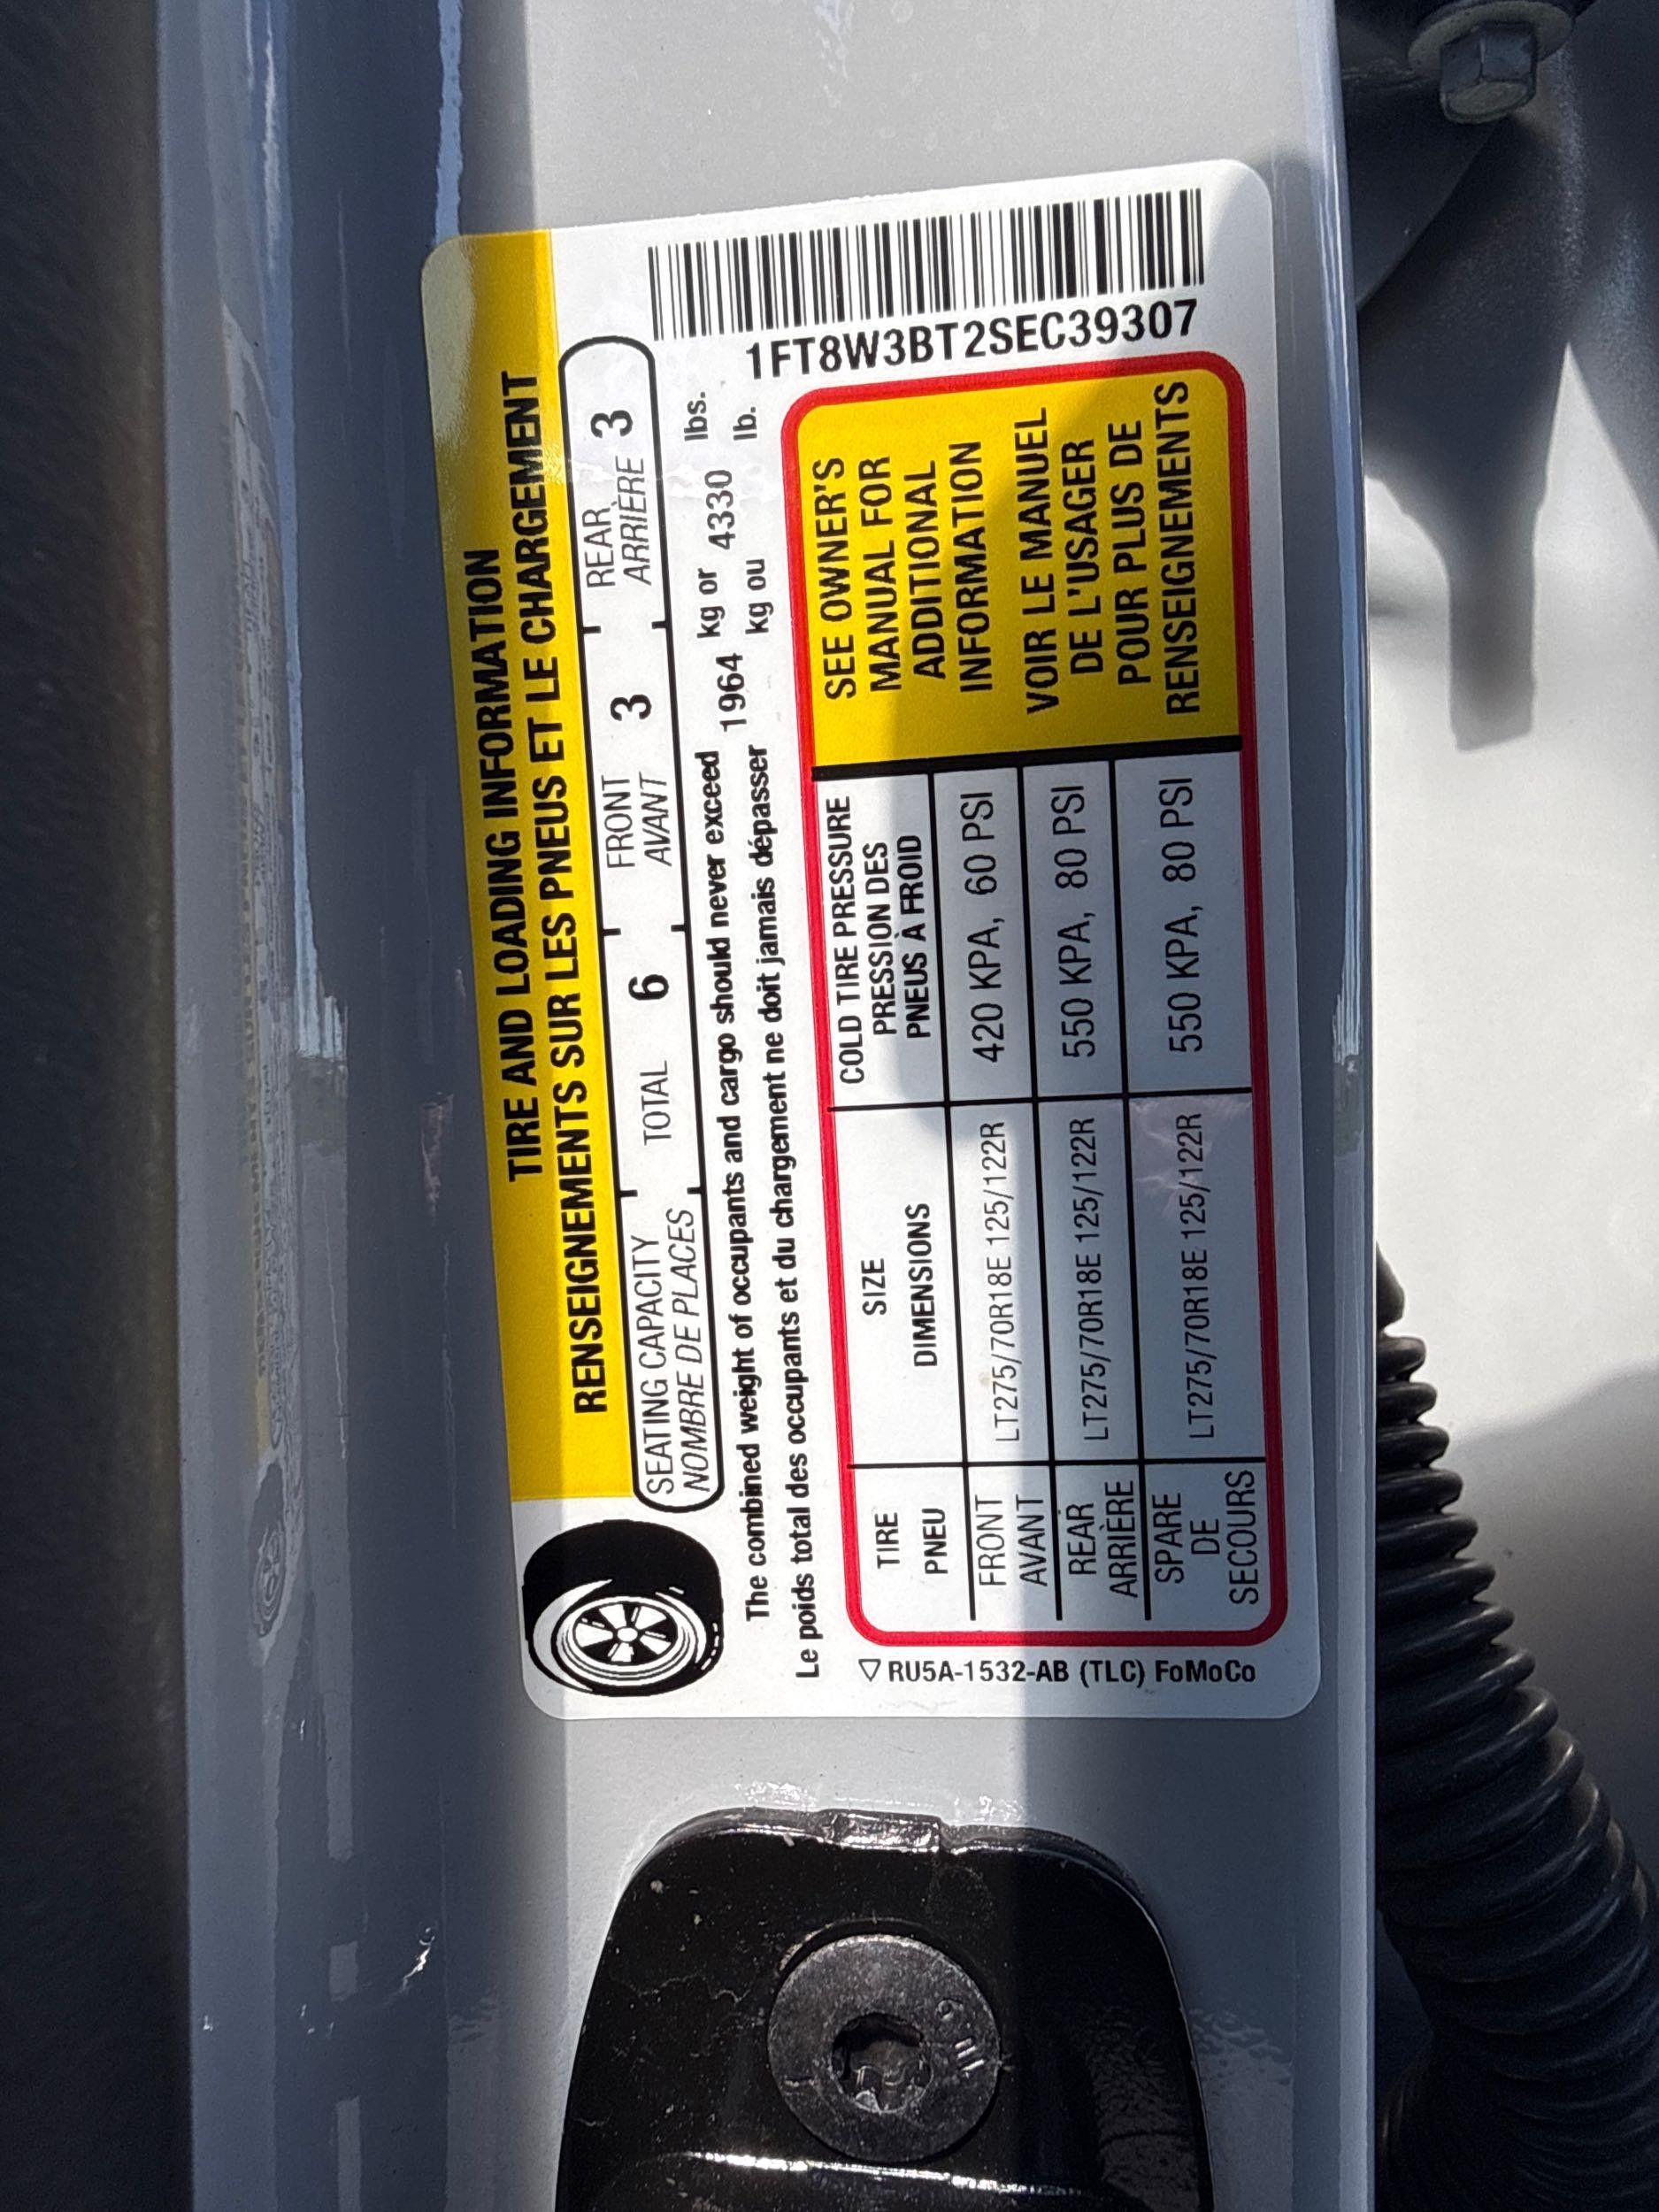 TIRE AND LOADING INFORMATION
RENSEIGNEMENTS SUR LES PNEUS ET LE CHARGEMENT
SEATING CAPACITY TOTAL 6 FRONT 3 REAR 3
NOMBRE DE PLACES AVANT ARRIÈRE
The combined weight of occupants and cargo should never exceed 1964 kg or 4330 lbs.
Le poids total des occupants et du chargement ne doit jamais dépasser kg ou lb.
1FT8W3BT2SEC39307
TIRE SIZE COLD TIRE PRESSURE
PNEU DIMENSIONS PRESSION DES
PNEUS À FROID
FRONT LT275/70R18E 125/122R 420 KPA, 60 PSI
AVANT
REAR LT275/70R18E 125/122R 550 KPA, 80 PSI
ARRIÈRE
SPARE LT275/70R18E 125/122R 550 KPA, 80 PSI
DE
SECOURS
SEE OWNER'S
MANUAL FOR
ADDITIONAL
INFORMATION
VOIR LE MANUEL
DE L'USAGER
POUR PLUS DE
RENSEIGNEMENTS
RU5A-1532-AB (TLC) FoMoCo